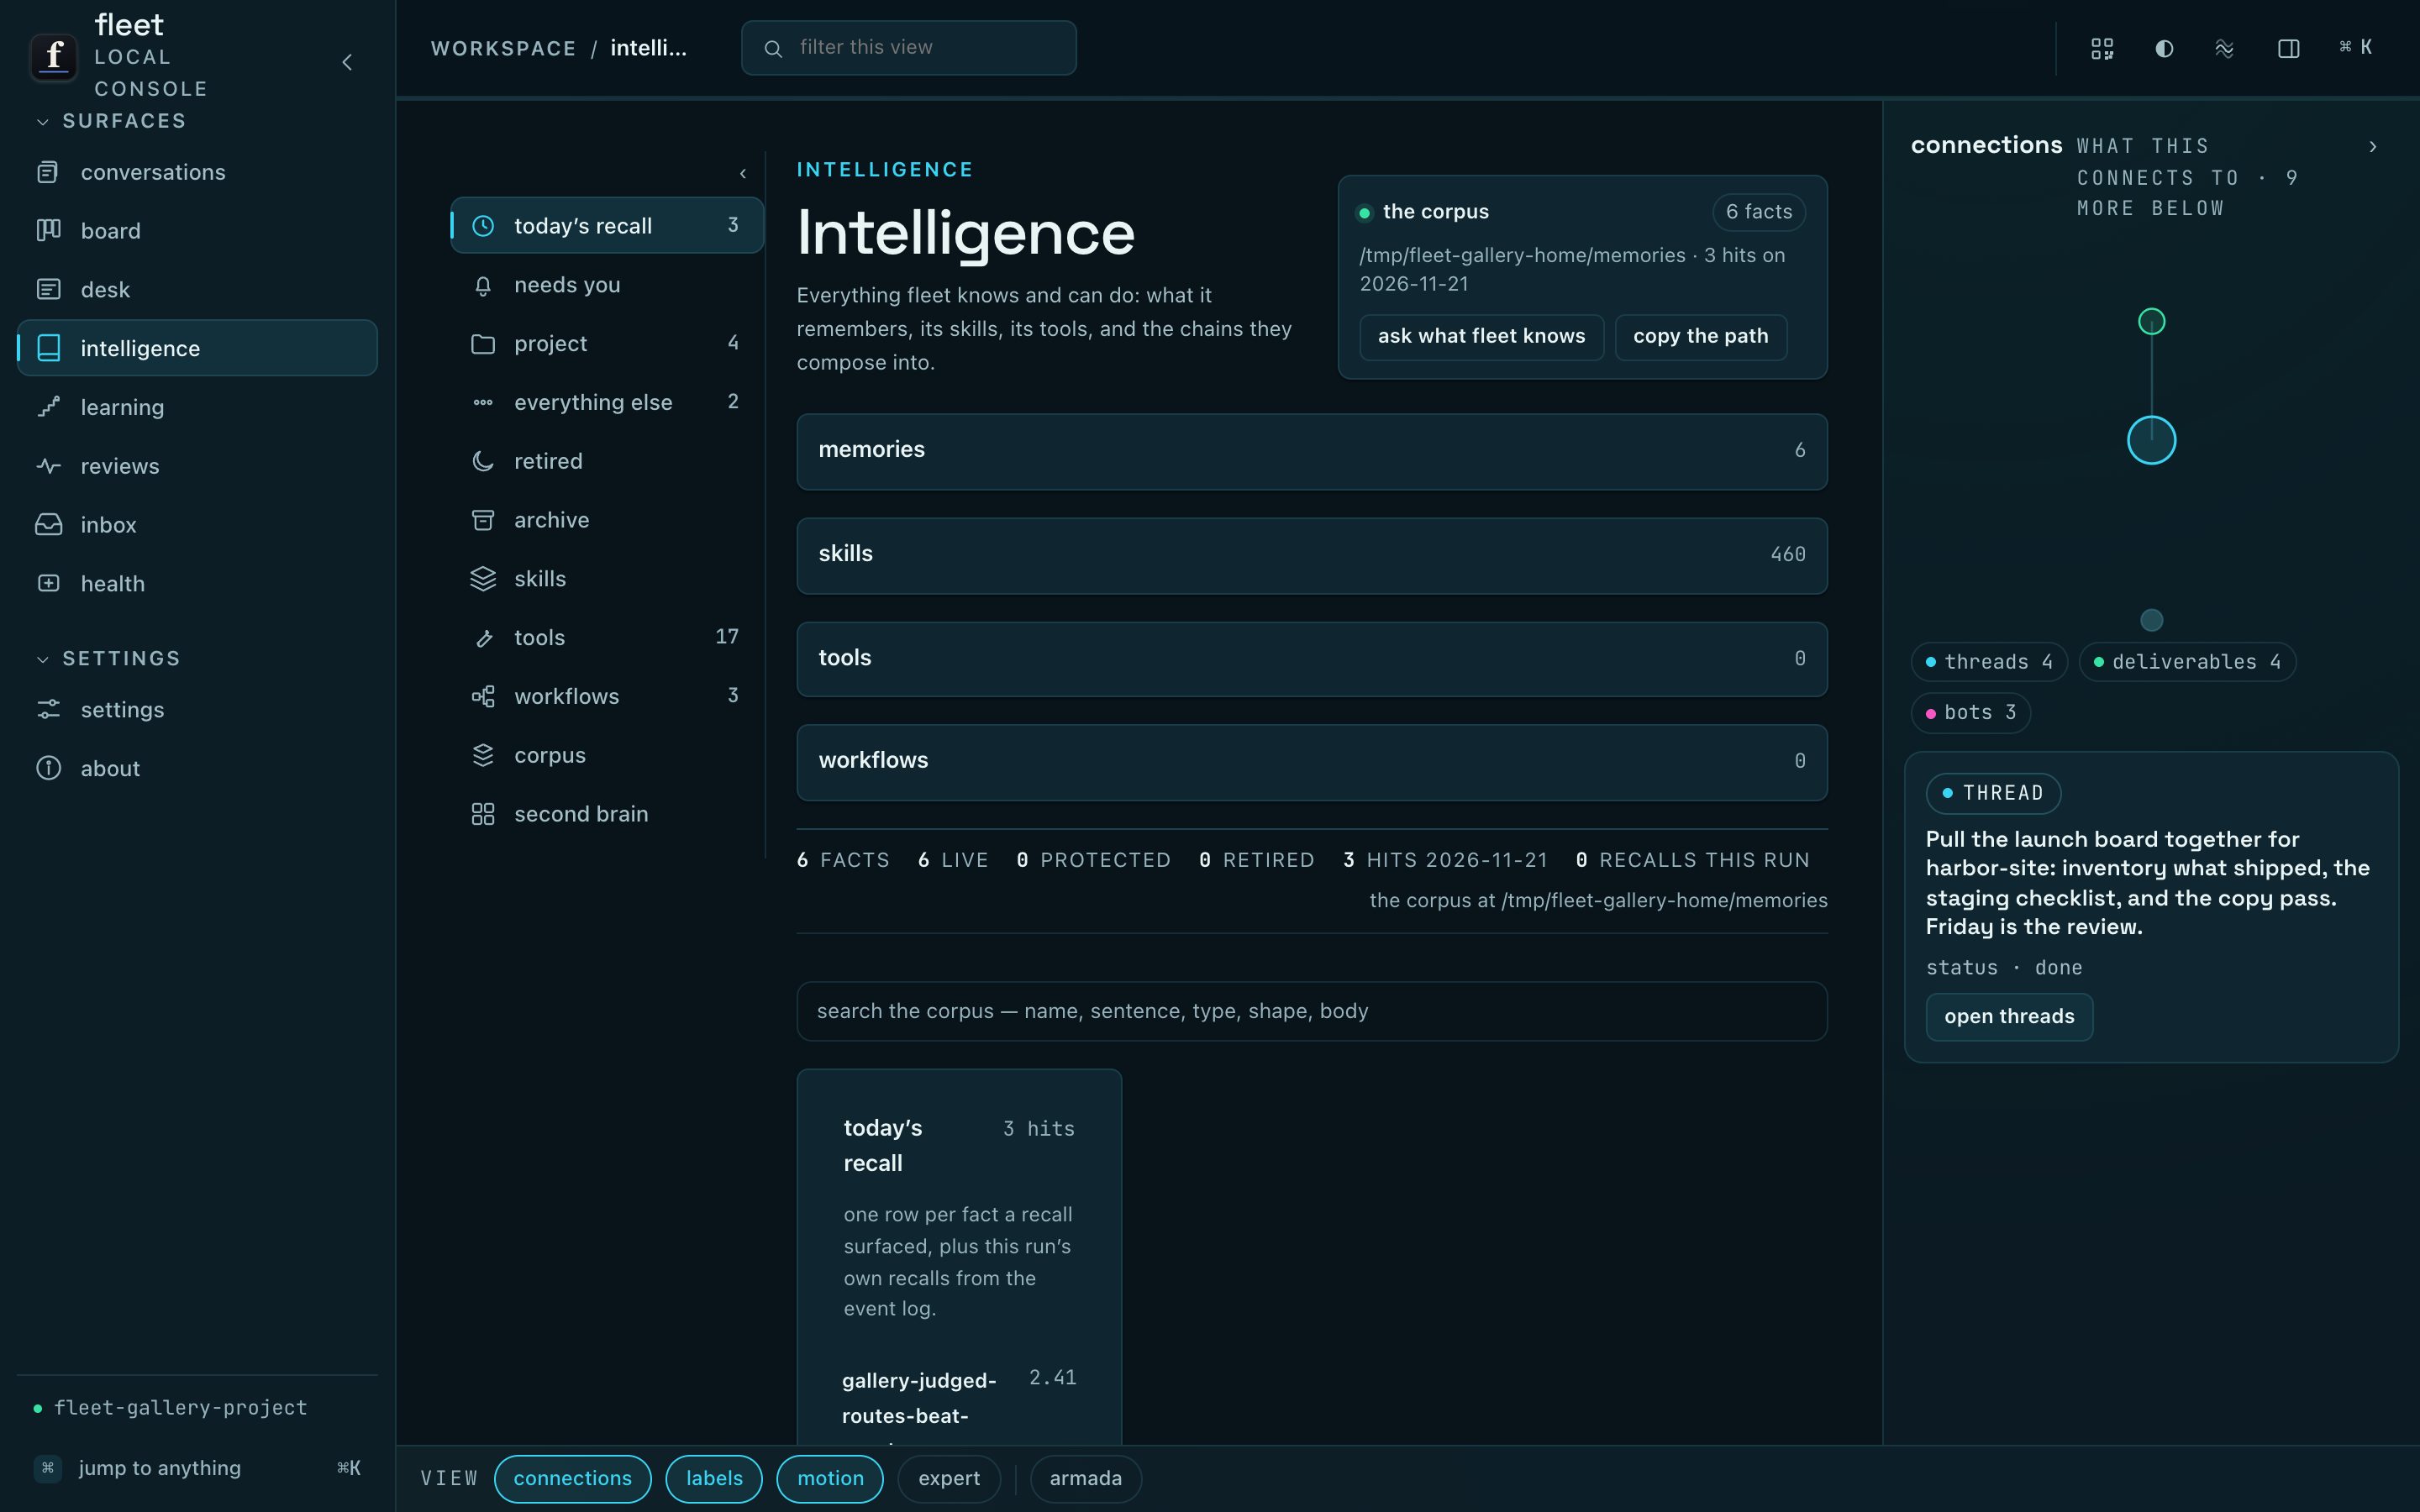 fleet
LOCAL
CONSOLE
SURFACES
conversations
board
desk
intelligence
learning
reviews
inbox
health
SETTINGS
settings
about
fleet-gallery-project
⌘ jump to anything ⌘K
WORKSPACE / intelli...
filter this view
⌘ K
today’s recall 3
needs you
project 4
everything else 2
retired
archive
skills
tools 17
workflows 3
corpus
second brain
INTELLIGENCE
Intelligence
Everything fleet knows and can do: what it
remembers, its skills, its tools, and the chains they
compose into.
the corpus 6 facts
/tmp/fleet-gallery-home/memories · 3 hits on
2026-11-21
ask what fleet knows copy the path
memories 6
skills 460
tools 0
workflows 0
6 FACTS 6 LIVE 0 PROTECTED 0 RETIRED 3 HITS 2026-11-21 0 RECALLS THIS RUN
the corpus at /tmp/fleet-gallery-home/memories
search the corpus — name, sentence, type, shape, body
today’s 3 hits
recall
one row per fact a recall
surfaced, plus this run’s
own recalls from the
event log.
gallery-judged- 2.41
routes-beat-
connections WHAT THIS
CONNECTS TO · 9
MORE BELOW
threads 4 deliverables 4
bots 3
THREAD
Pull the launch board together for
harbor-site: inventory what shipped, the
staging checklist, and the copy pass.
Friday is the review.
status · done
open threads
VIEW connections labels motion expert armada